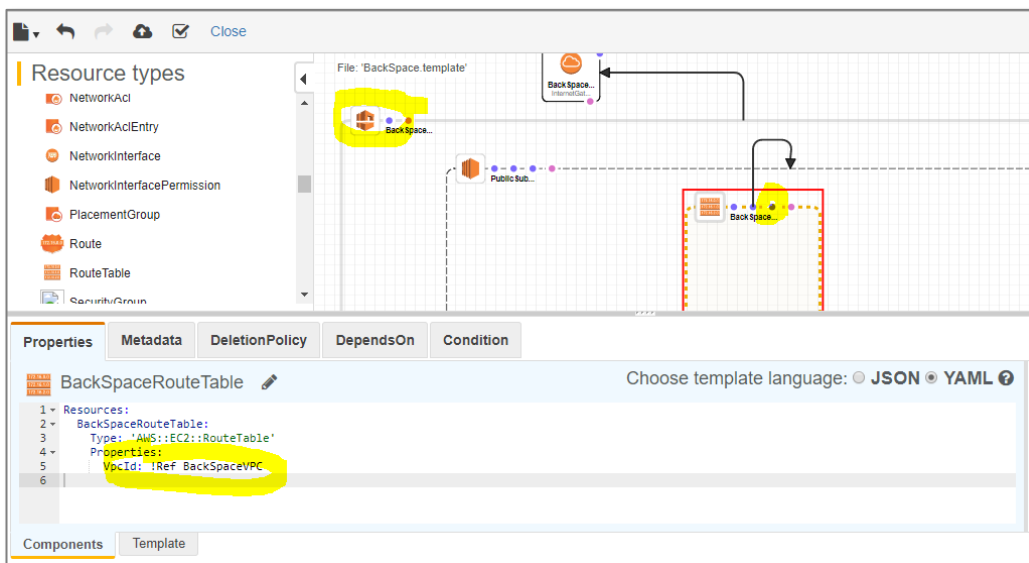 Close
Resource types
NetworkAcl
NetworkAclEntry
NetworkInterface
NetworkInterfacePermission
PlacementGroup
Route
RouteTable
SecurityGroup
File: 'BackSpace.template'
BackSpace...
InternetGat...
BackSpace...
PublicSub...
BackSpace...
Properties
Metadata
DeletionPolicy
DependsOn
Condition
BackSpaceRouteTable
Choose template language: JSON YAML
1 Resources:
2 BackSpaceRouteTable:
3 Type: 'AWS::EC2::RouteTable'
4 Properties:
5 VpcId: !Ref BackSpaceVPC
6
Components
Template